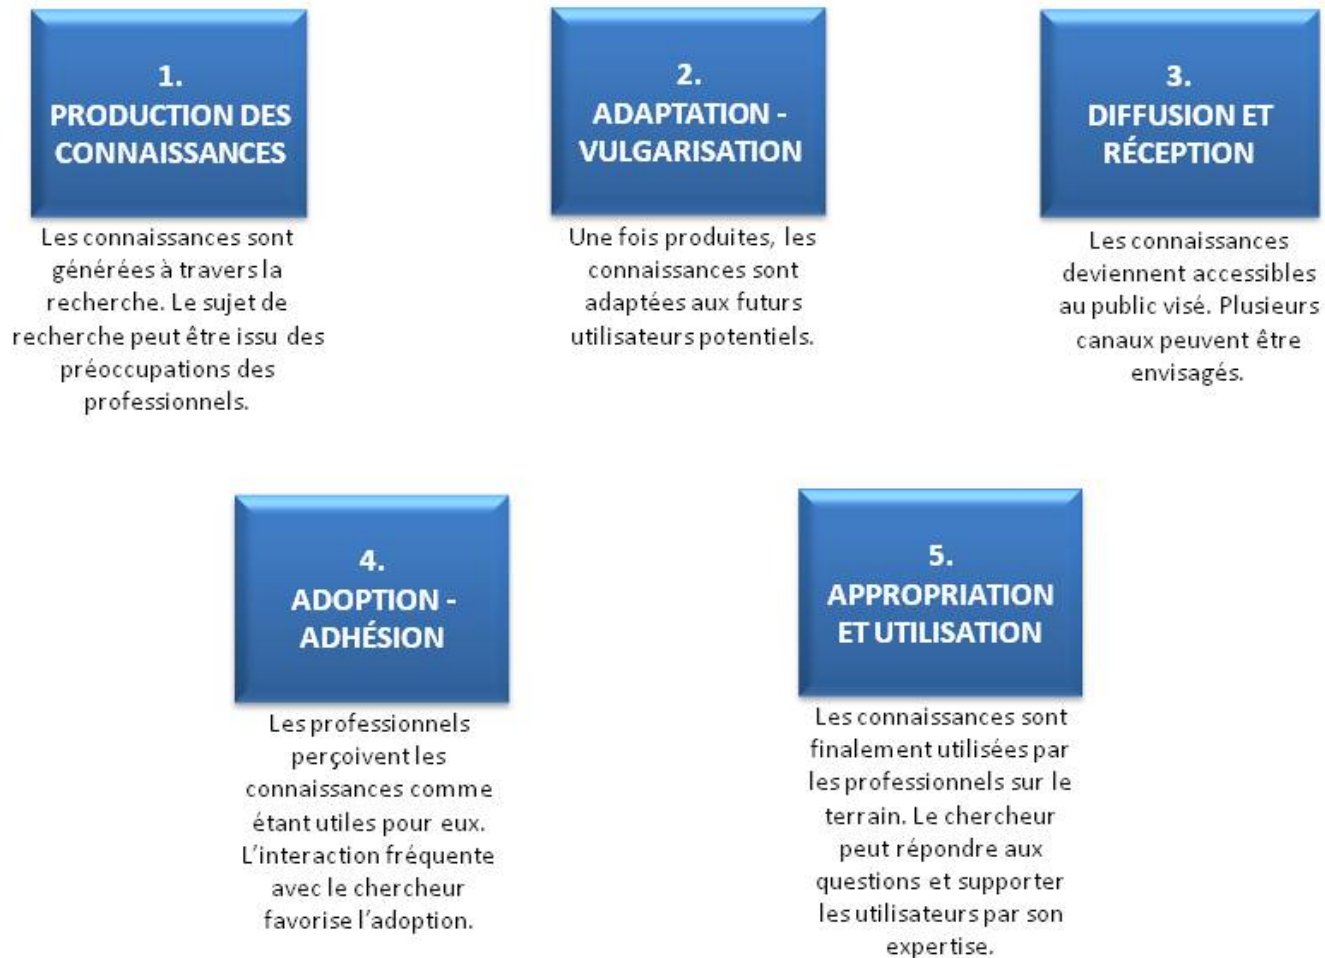 1.
PRODUCTION DES
CONNAISSANCES
Les connaissances sont
générées à travers la
recherche. Le sujet de
recherche peut être issu des
préoccupations des
professionnels.
2.
ADAPTATION -
VULGARISATION
Une fois produites, les
connaissances sont
adaptées aux futurs
utilisateurs potentiels.
3.
DIFFUSION ET
RÉCEPTION
Les connaissances
deviennent accessibles
au public visé. Plusieurs
canaux peuvent être
envisagés.
4.
ADOPTION -
ADHÉSION
Les professionnels
perçoivent les
connaissances comme
étant utiles pour eux.
L'interaction fréquente
avec le chercheur
favorise l'adoption.
5.
APPROPRIATION
ET UTILISATION
Les connaissances sont
finalement utilisées par
les professionnels sur le
terrain. Le chercheur
peut répondre aux
questions et supporter
les utilisateurs par son
expertise.